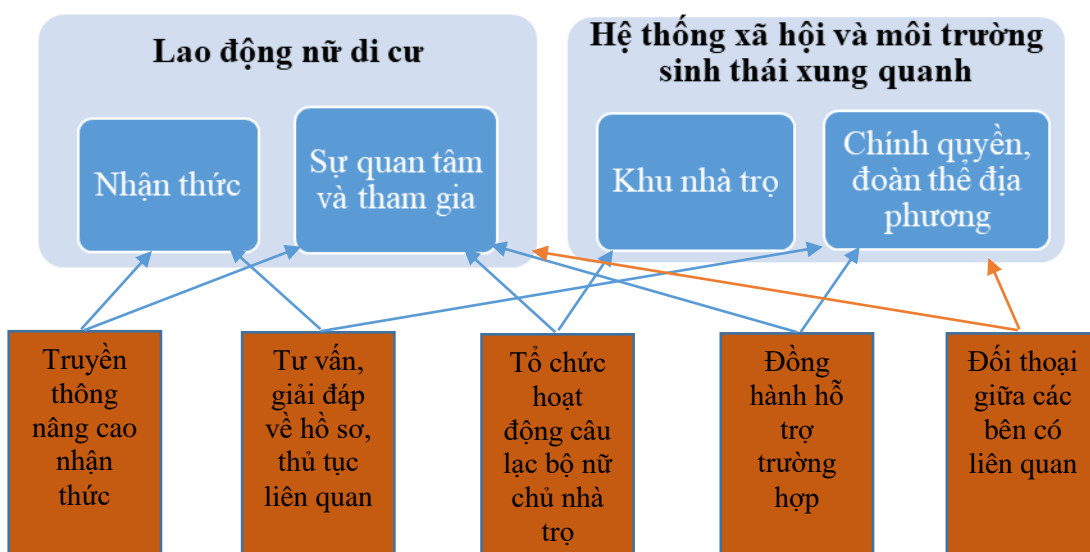 Lao động nữ di cư
Hệ thống xã hội và môi trường
sinh thái xung quanh
Nhận thức
Sự quan tâm
và tham gia
Khu nhà trọ
Chính quyền,
đoàn thể địa
phương
Truyền
thông
nâng cao
nhận
thức
Tư vấn,
giải đáp
về hồ sơ,
thủ tục
liên quan
Tổ chức
hoạt
động câu
lạc bộ nữ
chủ nhà
trọ
Đồng
hành hỗ
trợ
trường
hợp
Đối thoại
giữa các
bên có
liên quan